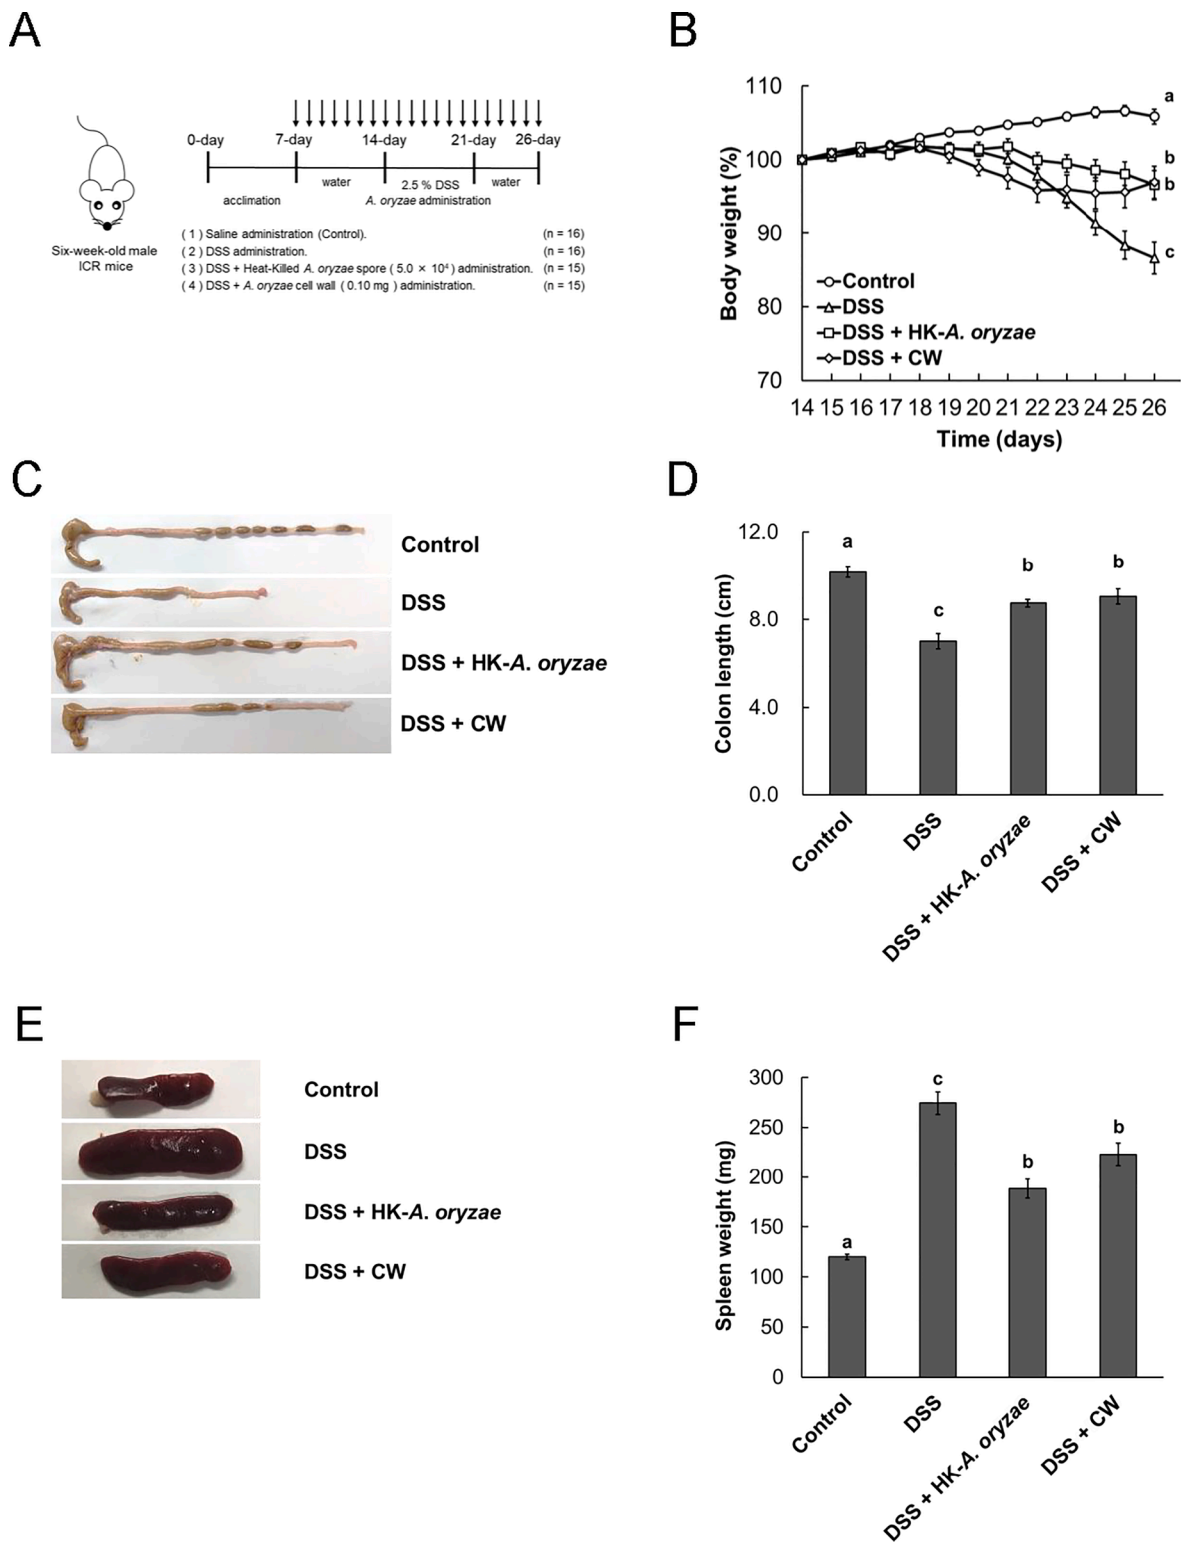 A
0-day 7-day 14-day 21-day 26-day
water 2.5 % DSS water
acclimation A. oryzae administration
Six-week-old male
ICR mice
( 1 ) Saline administration (Control). (n = 16)
( 2 ) DSS administration. (n = 16)
( 3 ) DSS + Heat-Killed A. oryzae spore ( 5.0 × 10⁴ ) administration. (n = 15)
( 4 ) DSS + A. oryzae cell wall ( 0.10 mg ) administration. (n = 15)
B
Body weight (%)
110
100
90
80
70
a
b
b
c
Control
DSS
DSS + HK-A. oryzae
DSS + CW
14 15 16 17 18 19 20 21 22 23 24 25 26
Time (days)
C
Control
DSS
DSS + HK-A. oryzae
DSS + CW
D
Colon length (cm)
12.0
8.0
4.0
0.0
a
c
b
b
Control
DSS
DSS + HK-A. oryzae
DSS + CW
E
Control
DSS
DSS + HK-A. oryzae
DSS + CW
F
Spleen weight (mg)
300
250
200
150
100
50
0
a
c
b
b
Control
DSS
DSS + HK-A. oryzae
DSS + CW